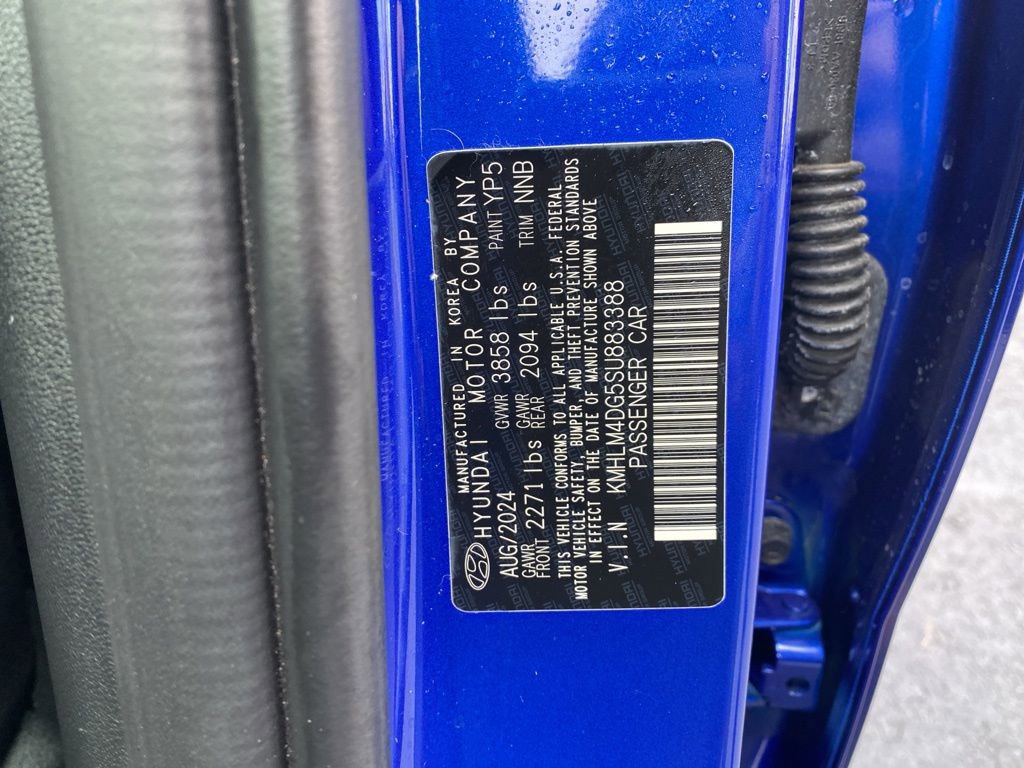 MANUFACTURED IN KOREA BY
HYUNDAI MOTOR COMPANY
AUG/2024 GVWR 3858 lbs PAINT YP5
GAWR FRONT 2271 lbs GAWR REAR 2094 lbs TRIM NNB
THIS VEHICLE CONFORMS TO ALL APPLICABLE U.S.A. FEDERAL
MOTOR VEHICLE SAFETY, BUMPER, AND THEFT PREVENTION STANDARDS
IN EFFECT ON THE DATE OF MANUFACTURE SHOWN ABOVE
V.I.N KMHLM4DG5SU883388
PASSENGER CAR